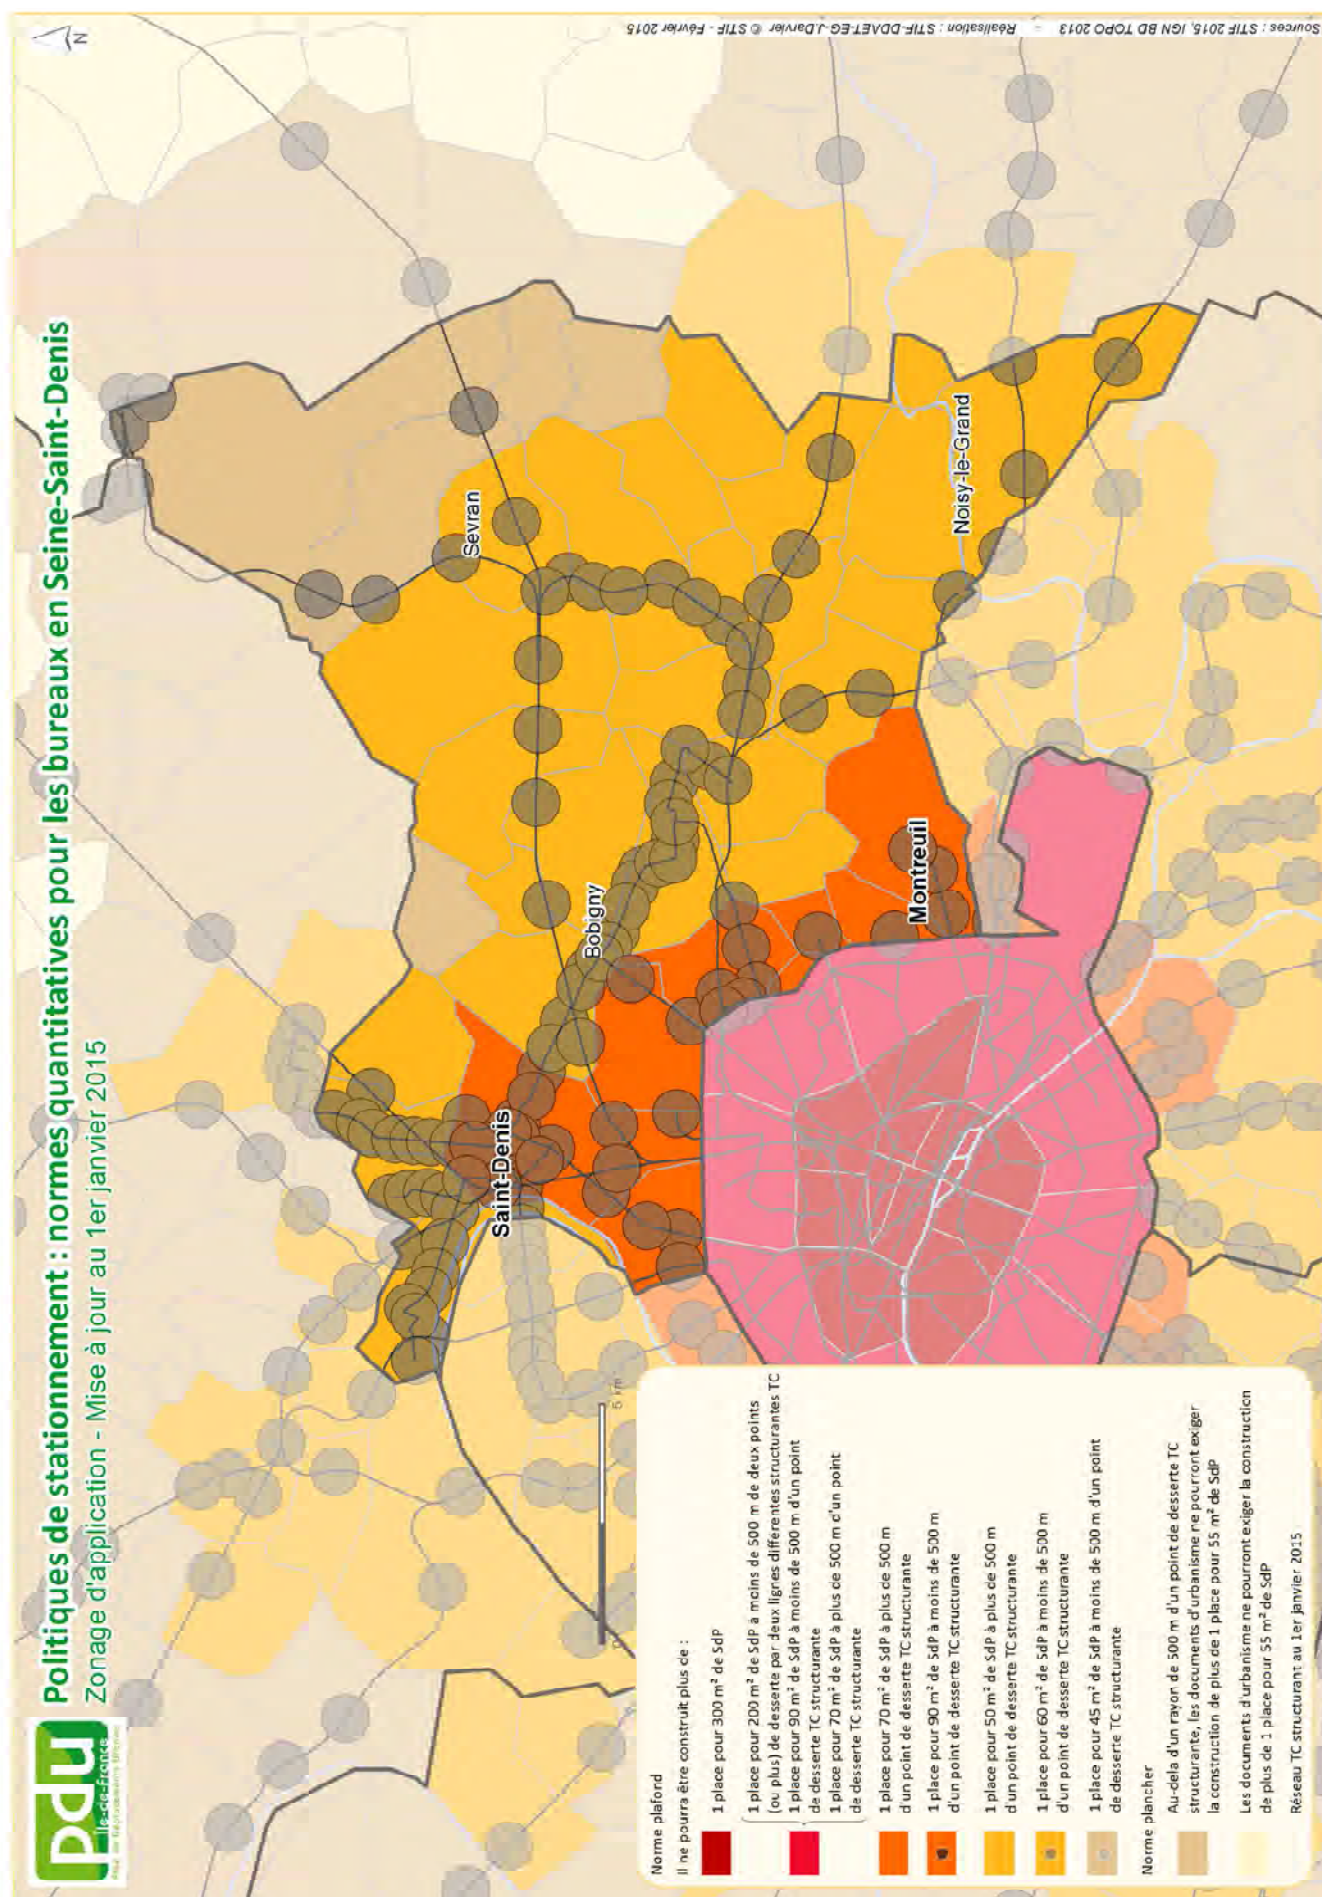 pdu
Île-de-France
Politiques de stationnement : normes quantitatives pour les bureaux en Seine-Saint-Denis
Zonage d'application - Mise à jour au 1er janvier 2015
N
Sevran
Noisy-le-Grand
Bobigny
Montreuil
Saint-Denis
5 km
Norme plafond
Il ne pourra être construit plus de :
1 place pour 300 m² de SdP
1 place pour 200 m² de SdP à moins de 500 m de deux points
(ou plus) de desserte par deux lignes différentes structurantes TC
1 place pour 90 m² de SdP à moins de 500 m d'un point
de desserte TC structurante
1 place pour 70 m² de SdP à plus de 500 m d'un point
de desserte TC structurante
1 place pour 70 m² de SdP à plus de 500 m
d'un point de desserte TC structurante
1 place pour 90 m² de SdP à moins de 500 m
d'un point de desserte TC structurante
1 place pour 50 m² de SdP à plus de 500 m
d'un point de desserte TC structurante
1 place pour 60 m² de SdP à moins de 500 m
d'un point de desserte TC structurante
1 place pour 45 m² de SdP à moins de 500 m d'un point
de desserte TC structurante
Norme plancher
Au-delà d'un rayon de 500 m d'un point de desserte TC
structurante, les documents d'urbanisme ne pourront exiger
la construction de plus de 1 place pour 55 m² de SdP
Les documents d'urbanisme ne pourront exiger la construction
de plus de 1 place pour 55 m² de SdP
Réseau TC structurant au 1er janvier 2015
Sources : STIF 2015, IGN BD TOPO 2013 - Réalisation : STIF-DDAET-EG-J.Darvier © STIF - Février 2015